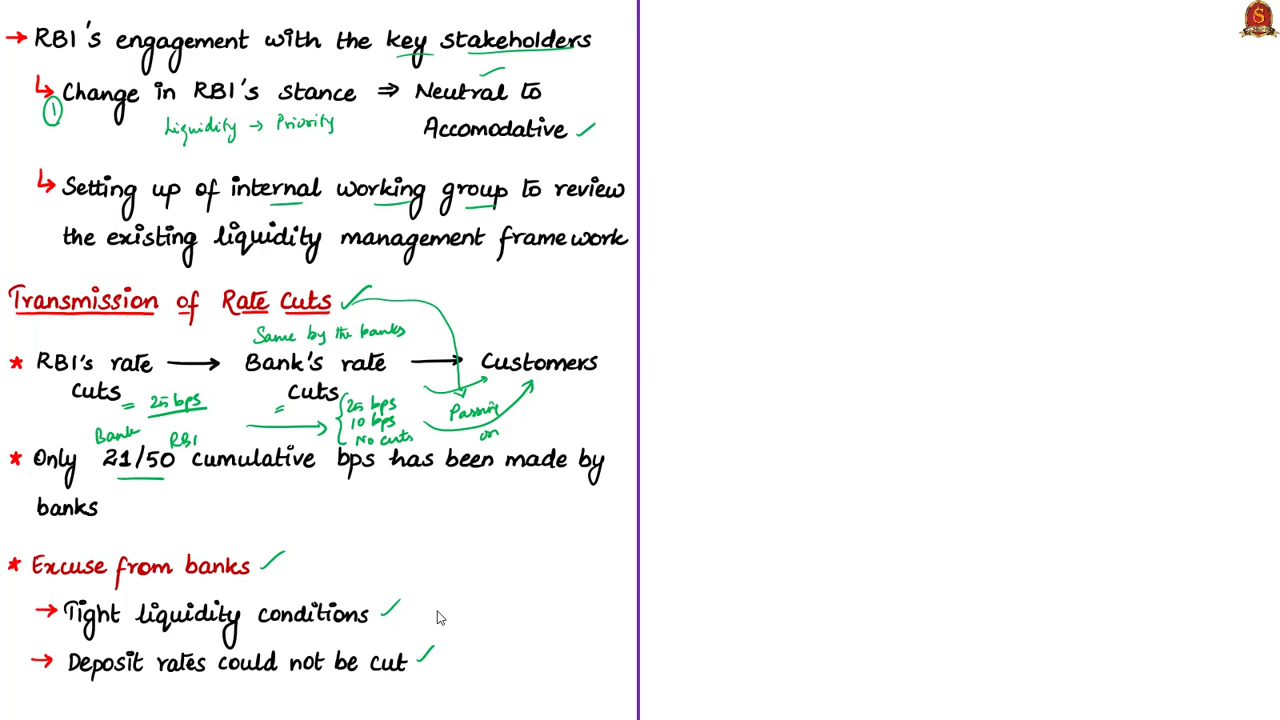 → RBI's engagement with the key stakeholders
↳ Change in RBI's stance ⇒ Neutral to
① Liquidity → Priority Accomodative ✓
↳ Setting up of internal working group to review
the existing liquidity management framework
Transmission of Rate Cuts ✓
Same by the banks
* RBI's rate → Bank's rate → Customers
cuts cuts
= 25 bps = 25 bps Passing
10 bps on
Bank RBI No cuts
* Only 21/50 cumulative bps has been made by
banks
* Excuse from banks ✓
→ Tight liquidity conditions ✓
→ Deposit rates could not be cut ✓
S